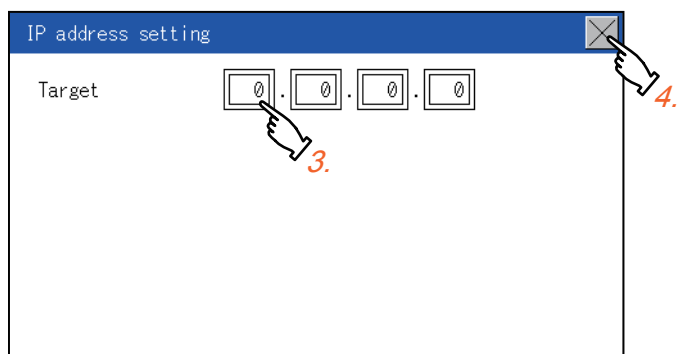 IP address setting
Target 0 . 0 . 0 . 0
4.
3.